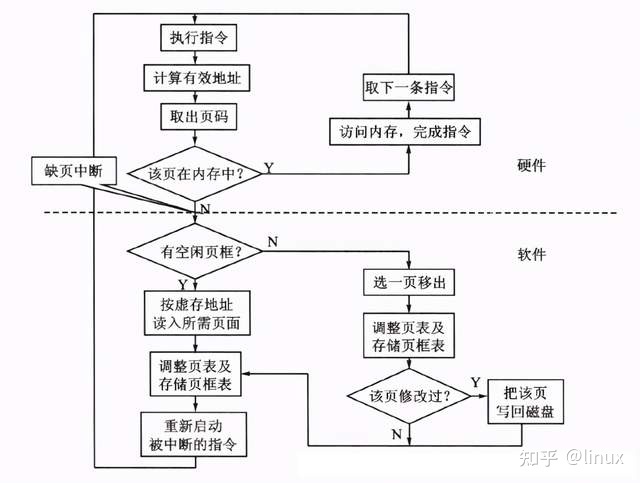 执行指令
计算有效地址
取出页码
该页在内存中?
Y
N
缺页中断
取下一条指令
访问内存，完成指令
硬件
软件
有空闲页框?
N
Y
按虚存地址
读入所需页面
调整页表及
存储页框表
重新启动
被中断的指令
选一页移出
调整页表及
存储页框表
该页修改过?
Y
N
把该页
写回磁盘
知乎 @linux